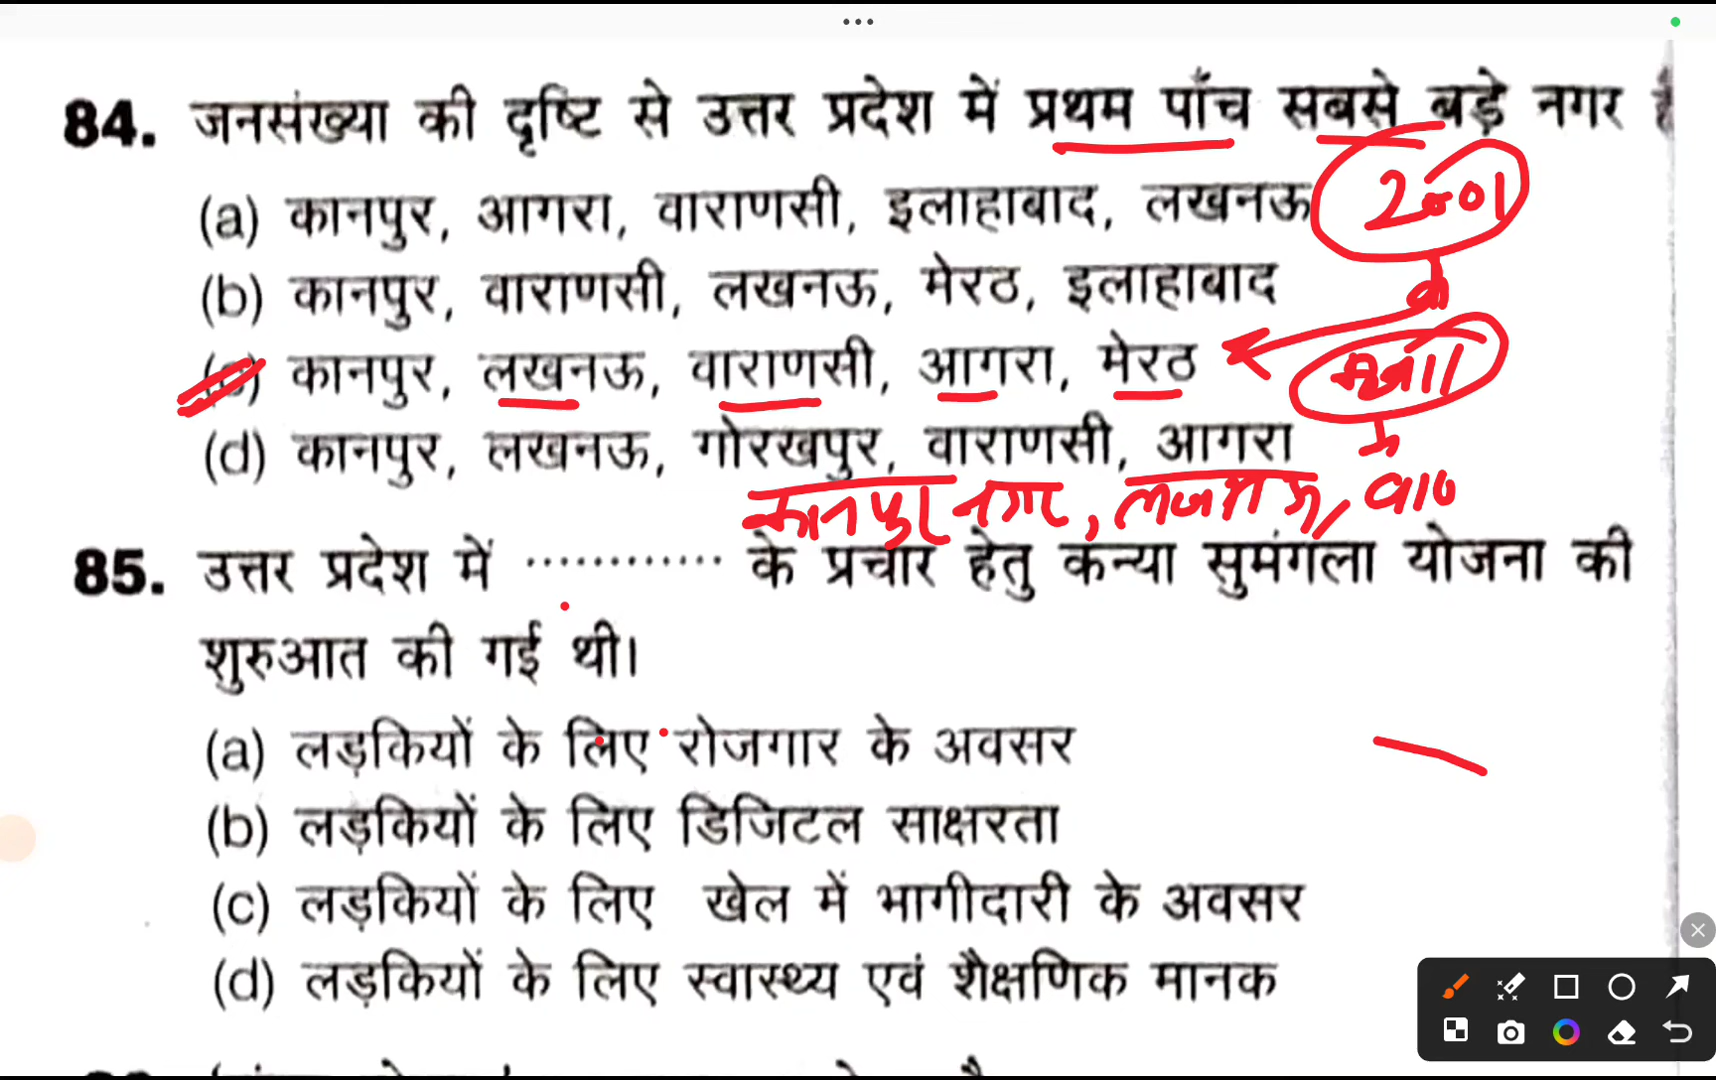 84. जनसंख्या की दृष्टि से उत्तर प्रदेश में प्रथम पाँच सबसे बड़े नगर
(a) कानपुर, आगरा, वाराणसी, इलाहाबाद, लखनऊ 2001
(b) कानपुर, वाराणसी, लखनऊ, मेरठ, इलाहाबाद
(c) कानपुर, लखनऊ, वाराणसी, आगरा, मेरठ
(d) कानपुर, लखनऊ, गोरखपुर, वाराणसी, आगरा
कानपुर नगर,
85. उत्तर प्रदेश में ············ के प्रचार हेतु कन्या सुमंगला योजना की
शुरुआत की गई थी।
(a) लड़कियों के लिए रोजगार के अवसर
(b) लड़कियों के लिए डिजिटल साक्षरता
(c) लड़कियों के लिए खेल में भागीदारी के अवसर
(d) लड़कियों के लिए स्वास्थ्य एवं शैक्षणिक मानक